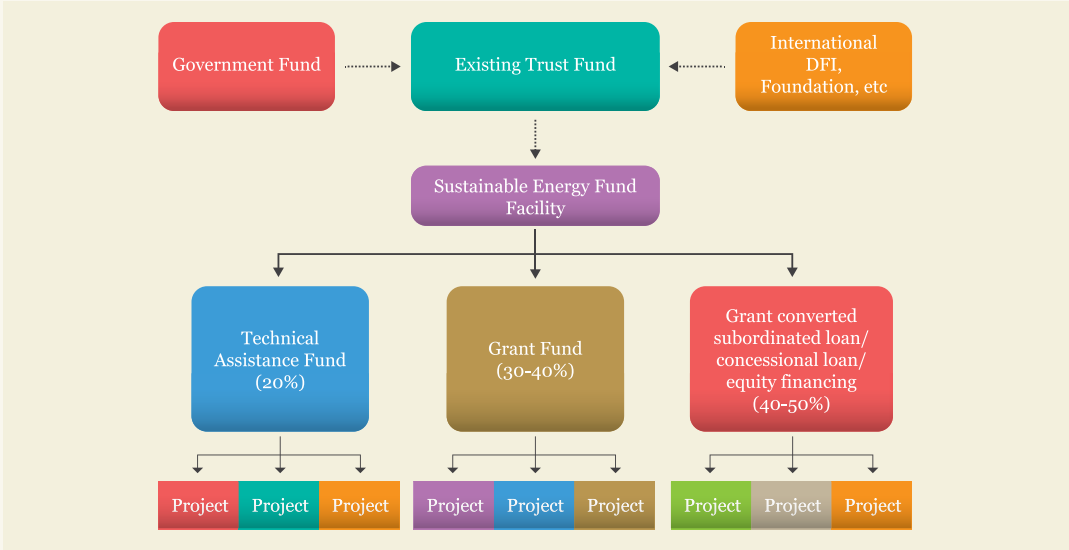 Government Fund
Existing Trust Fund
International
DFI,
Foundation, etc
Sustainable Energy Fund
Facility
Technical
Assistance Fund
(20%)
Grant Fund
(30-40%)
Grant converted
subordinated loan/
concessional loan/
equity financing
(40-50%)
Project Project Project Project Project Project Project Project Project